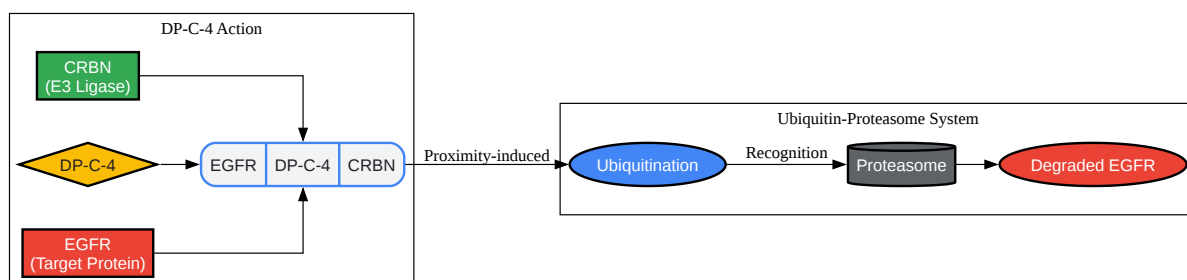 DP-C-4 Action
CRBN
(E3 Ligase)
DP-C-4
EGFR
DP-C-4
CRBN
EGFR
(Target Protein)
Proximity-induced
Ubiquitin-Proteasome System
Ubiquitination
Recognition
Proteasome
Degraded EGFR